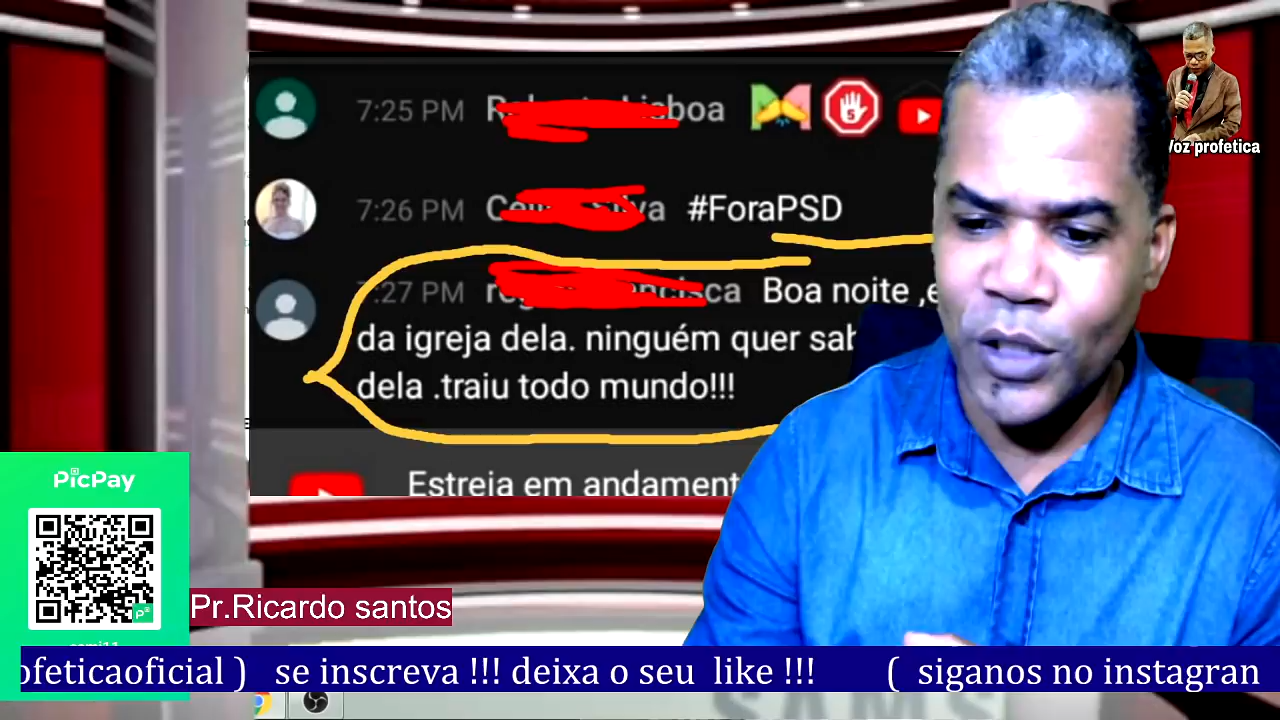 7:25 PM
Voz profetica
7:26 PM #ForaPSD
7:27 PM Boa noite ,e
da igreja dela. ninguém quer sab
dela .traiu todo mundo!!!
Estreia em andament
PicPay
Pr.Ricardo santos
ofeticaoficial ) se inscreva !!! deixa o seu like !!! ( siganos no instagran